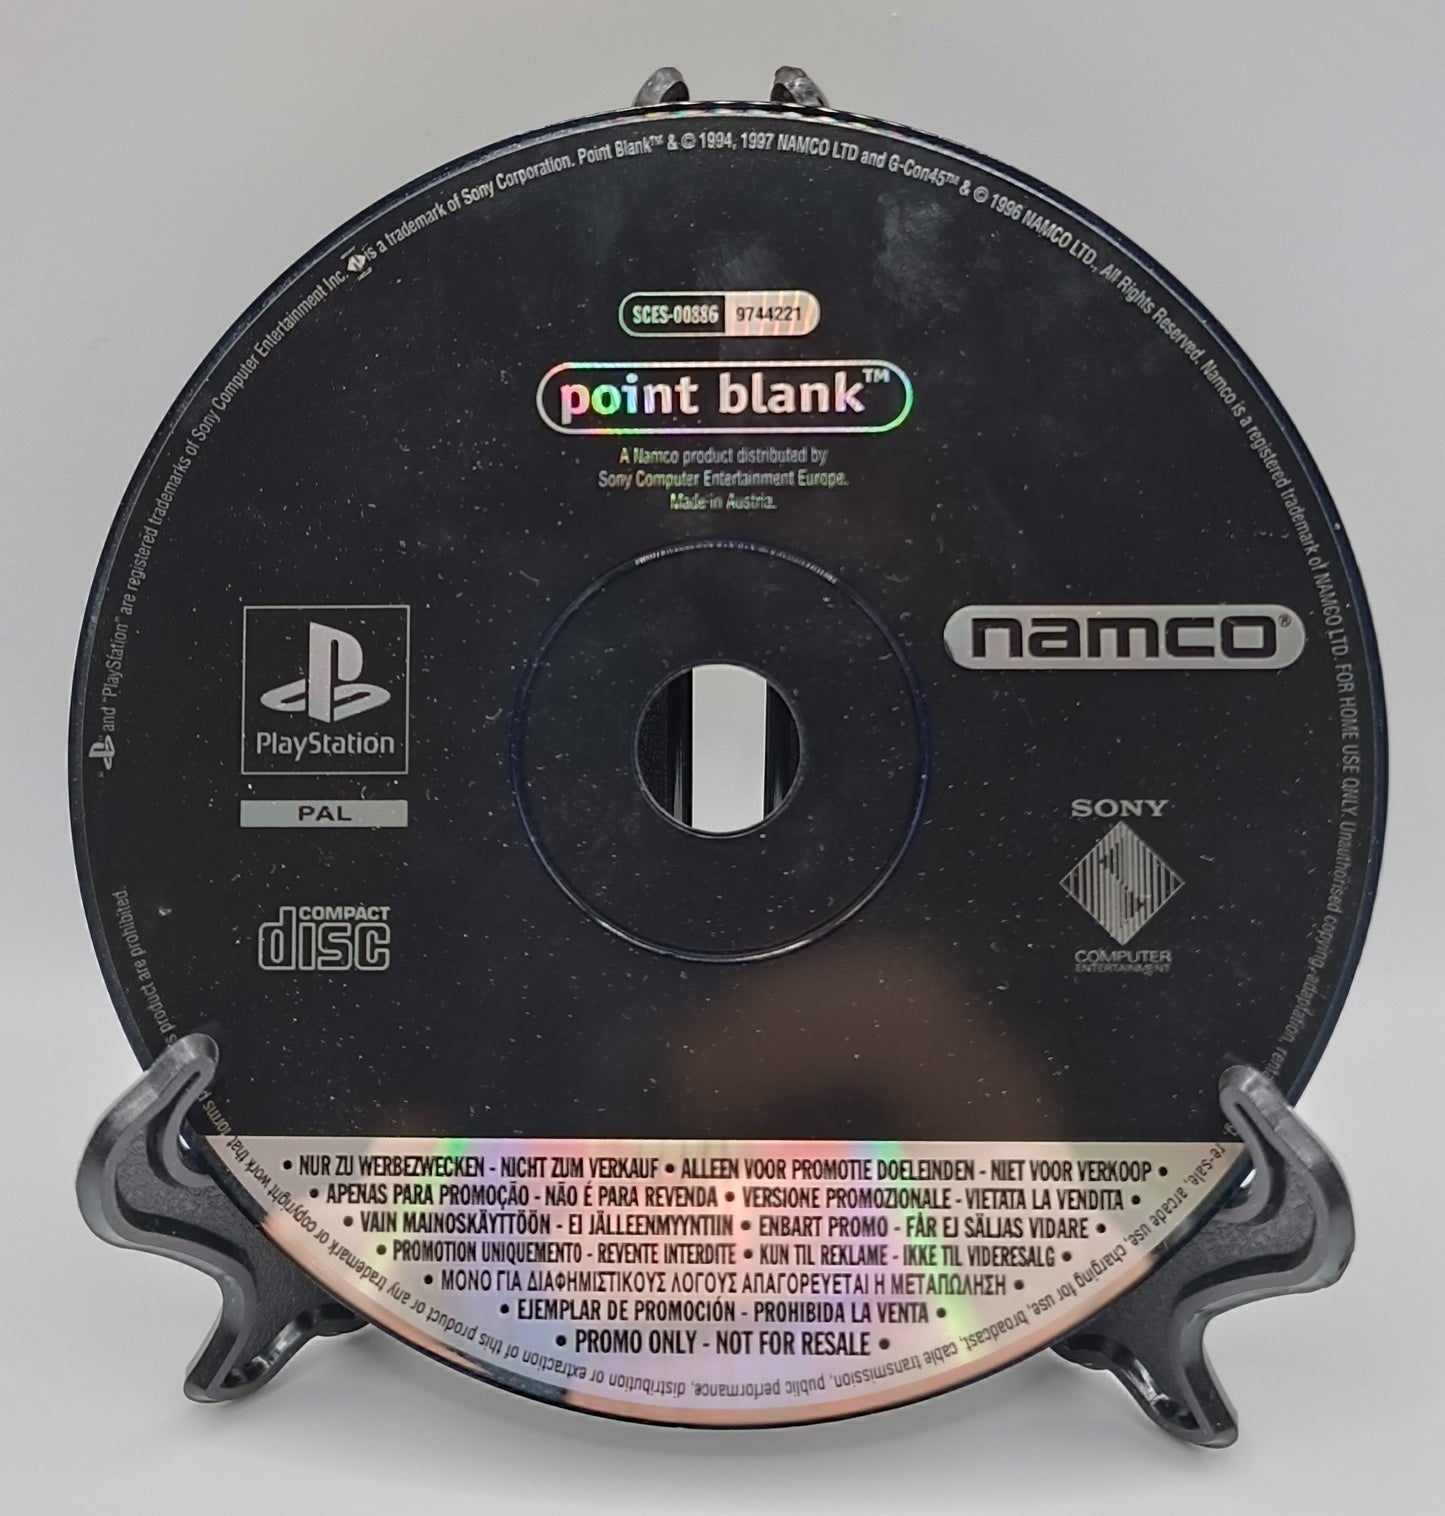 SCES-00886 9744221
point blank™
A Namco product distributed by
Sony Computer Entertainment Europe.
Made in Austria.
PlayStation
PAL
COMPACT
disc
namco®
SONY
COMPUTER
ENTERTAINMENT
• NUR ZU WERBEZWECKEN - NICHT ZUM VERKAUF • ALLEEN VOOR PROMOTIE DOELEINDEN - NIET VOOR VERKOOP •
• APENAS PARA PROMOÇÃO - NÃO É PARA REVENDA • VERSIONE PROMOZIONALE - VIETATA LA VENDITA •
• VAIN MAINOSKÄYTTÖÖN - EI JÄLLEENMYYNTIIN • ENBART PROMO - FÅR EJ SÄLJAS VIDARE •
• PROMOTION UNIQUEMENTO - REVENTE INTERDITE • KUN TIL REKLAME - IKKE TIL VIDERESALG •
• ΜΟΝΟ ΓΙΑ ΔΙΑΦΗΜΙΣΤΙΚΟΥΣ ΛΟΓΟΥΣ ΑΠΑΓΟΡΕΥΕΤΑΙ Η ΜΕΤΑΠΩΛΗΣΗ •
• EJEMPLAR DE PROMOCIÓN - PROHIBIDA LA VENTA •
• PROMO ONLY - NOT FOR RESALE •
" " and "PlayStation" are registered trademarks of Sony Computer Entertainment Inc. is a trademark of Sony Corporation. Point Blank™ & © 1994, 1997 NAMCO LTD and G-Con45™ & © 1996 NAMCO LTD., All Rights Reserved. Namco is a registered trademark of NAMCO LTD. FOR HOME USE ONLY. Unauthorised copying, adaptation, re-sale, arcade use, charging for use, broadcast, cable transmission, public performance, distribution or extraction of this product or any trademark or copyright work that forms product are prohibited.